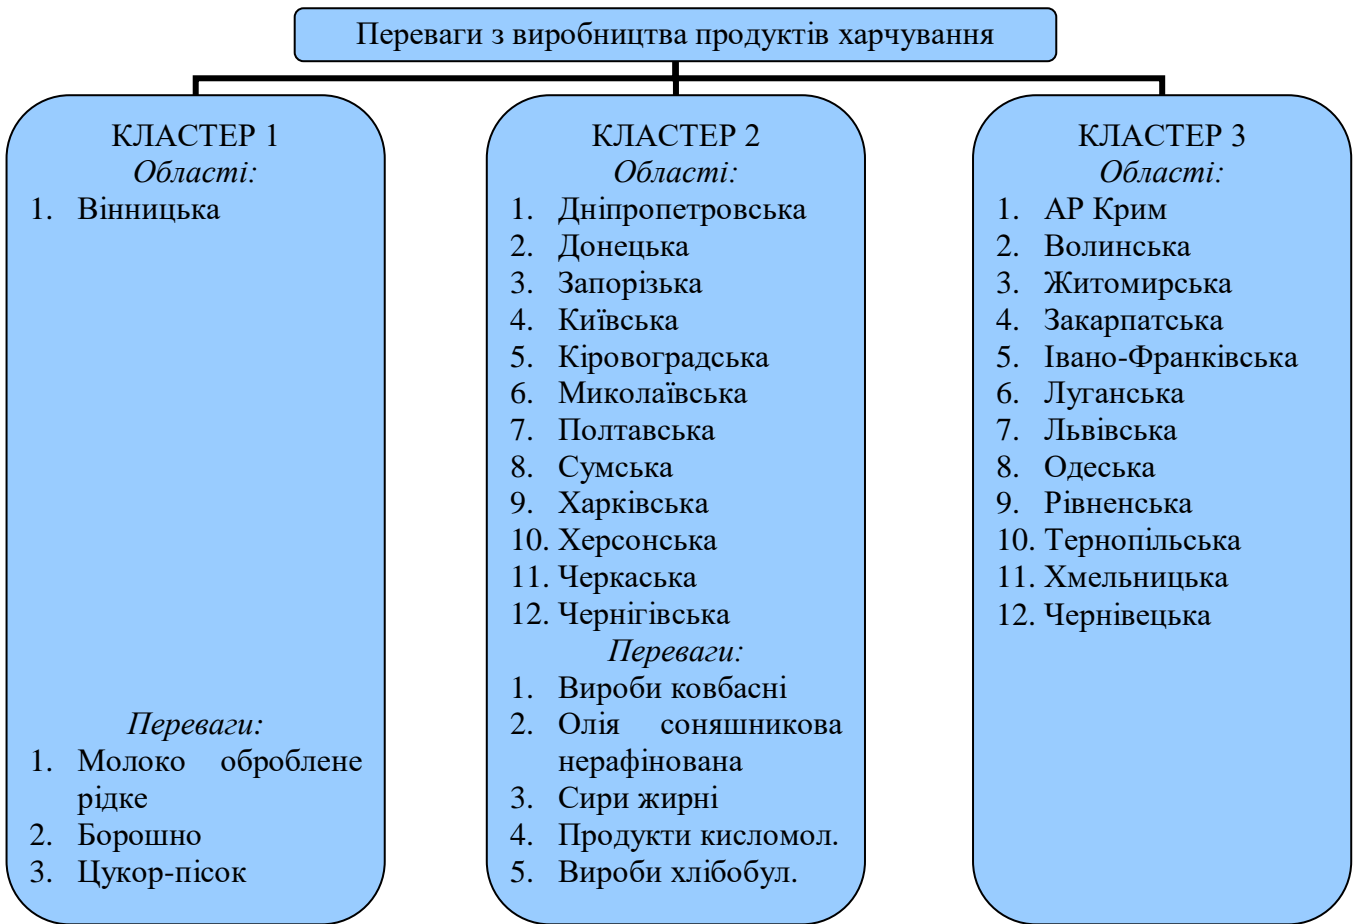 Переваги з виробництва продуктів харчування
КЛАСТЕР 1
Області:
1. Вінницька
Переваги:
1. Молоко оброблене
рідке
2. Борошно
3. Цукор-пісок
КЛАСТЕР 2
Області:
1. Дніпропетровська
2. Донецька
3. Запорізька
4. Київська
5. Кіровоградська
6. Миколаївська
7. Полтавська
8. Сумська
9. Харківська
10. Херсонська
11. Черкаська
12. Чернігівська
Переваги:
1. Вироби ковбасні
2. Олія соняшникова
нерафінована
3. Сири жирні
4. Продукти кисломол.
5. Вироби хлібобул.
КЛАСТЕР 3
Області:
1. АР Крим
2. Волинська
3. Житомирська
4. Закарпатська
5. Івано-Франківська
6. Луганська
7. Львівська
8. Одеська
9. Рівненська
10. Тернопільська
11. Хмельницька
12. Чернівецька